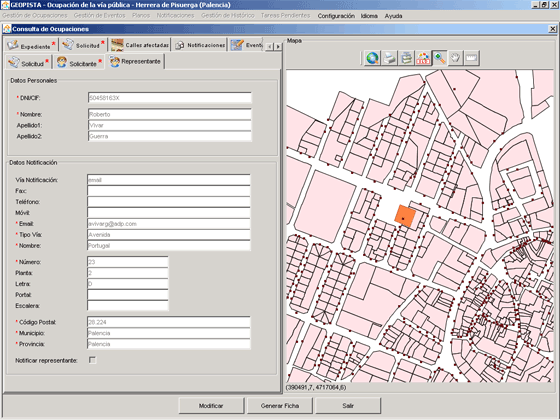 GEOPISTA - Ocupación de la vía pública - Herrera de Pisuerga (Palencia)
Gestión de Ocupaciones Gestión de Eventos Planos Notificaciones Gestión de Histórico Tareas Pendientes Configuración Idioma Ayuda
Consulta de Ocupaciones
Expediente * Solicitud * Calles afectadas Notificaciones Evento
Solicitud * Solicitante * Representante
Datos Personales
* DNI/CIF: 50458163X
* Nombre: Roberto
Apellido1: Vivar
Apellido2: Guerra
Datos Notificación
Vía Notificación: email
Fax:
Teléfono:
Móvil:
* Email: avivarg@adp.com
* Tipo Vía: Avenida
* Nombre: Portugal
* Número: 23
Planta: 2
Letra: D
Portal:
Escalera:
* Código Postal: 28.224
* Municipio: Palencia
* Provincia: Palencia
Notificar representante:
Mapa
(390491,7, 4717064,6)
Modificar Generar Ficha Salir